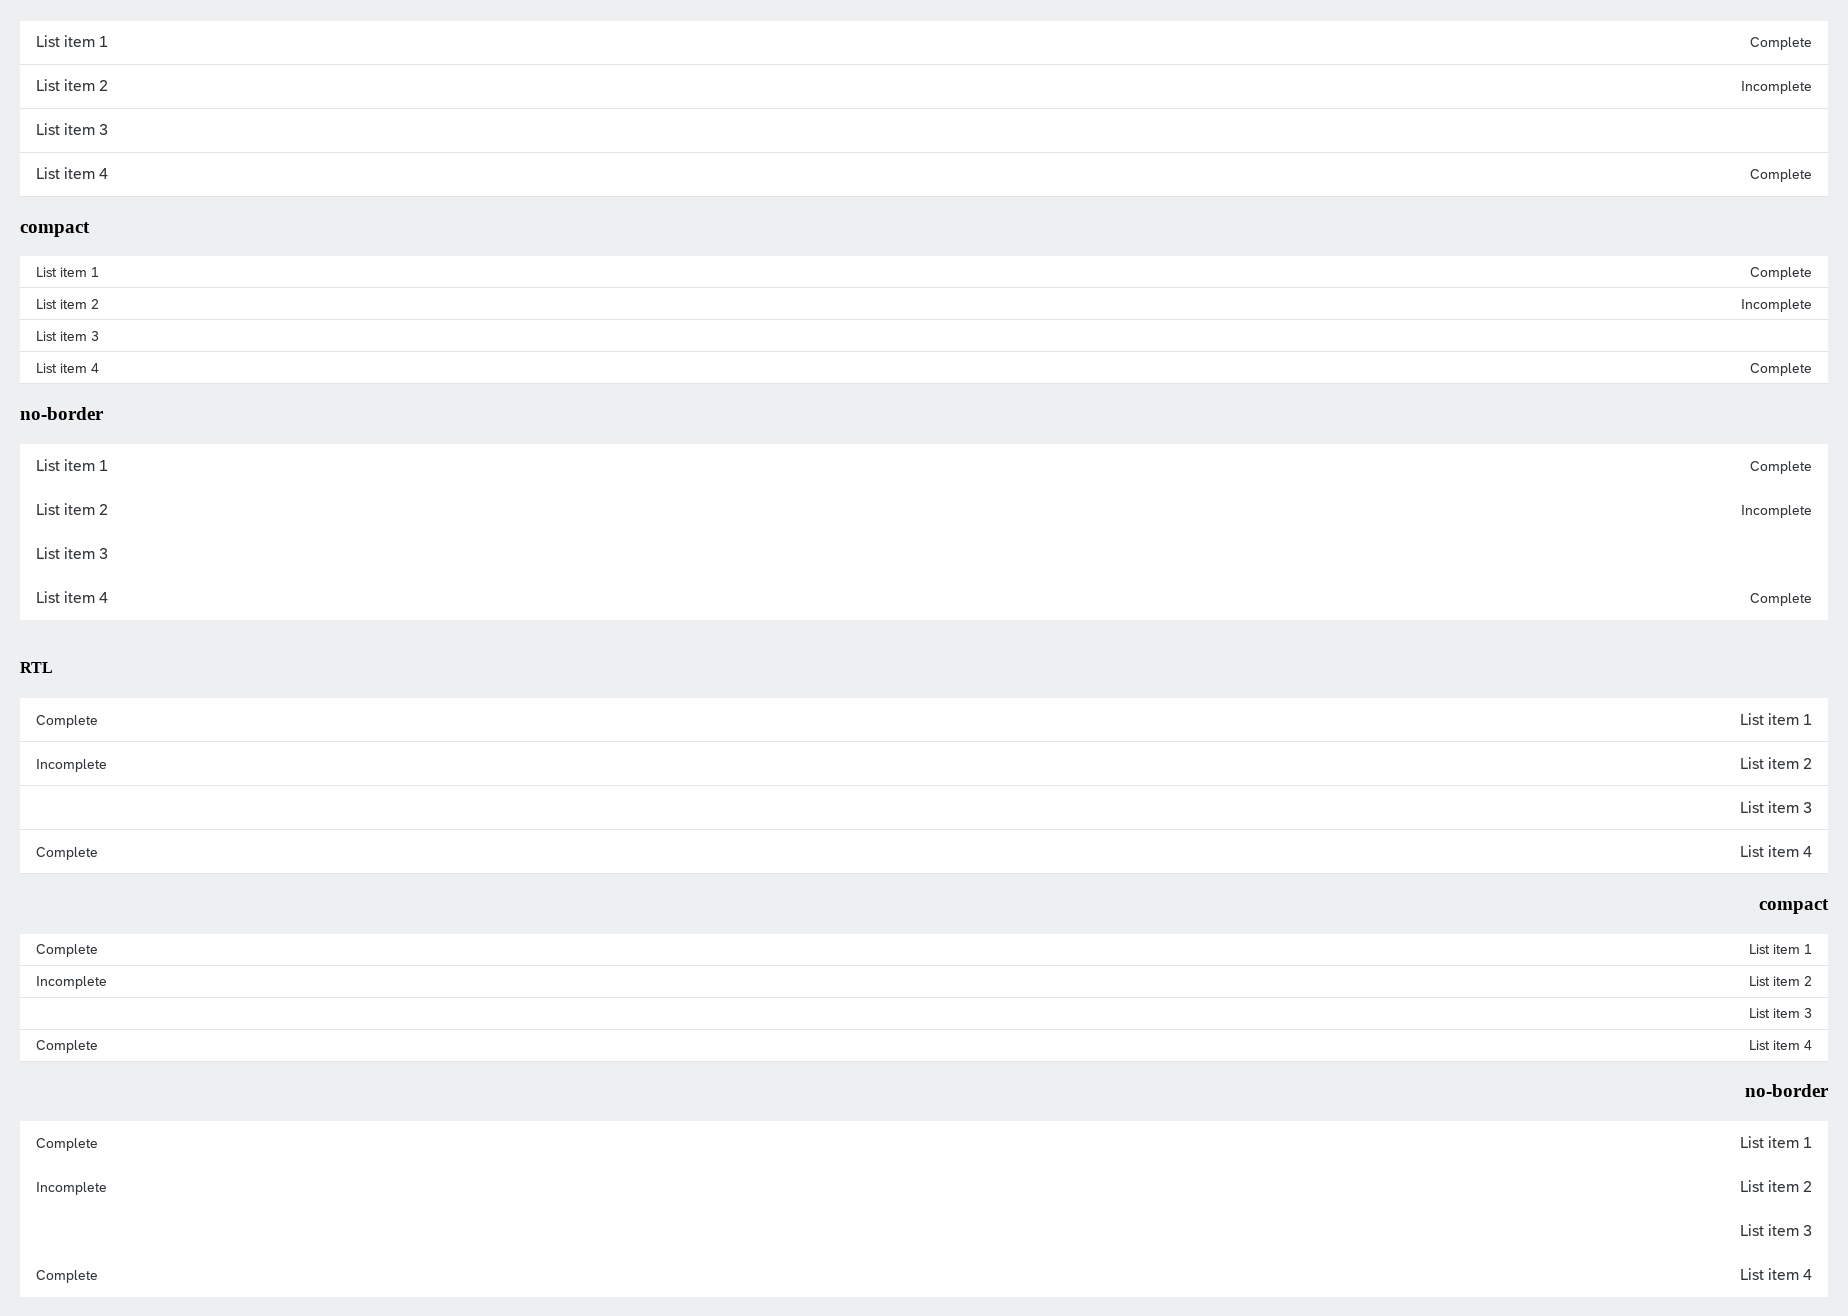 List item 1 Complete
List item 2 Incomplete
List item 3
List item 4 Complete
compact
List item 1 Complete
List item 2 Incomplete
List item 3
List item 4 Complete
no-border
List item 1 Complete
List item 2 Incomplete
List item 3
List item 4 Complete
RTL
Complete List item 1
Incomplete List item 2
List item 3
Complete List item 4
compact
Complete List item 1
Incomplete List item 2
List item 3
Complete List item 4
no-border
Complete List item 1
Incomplete List item 2
List item 3
Complete List item 4